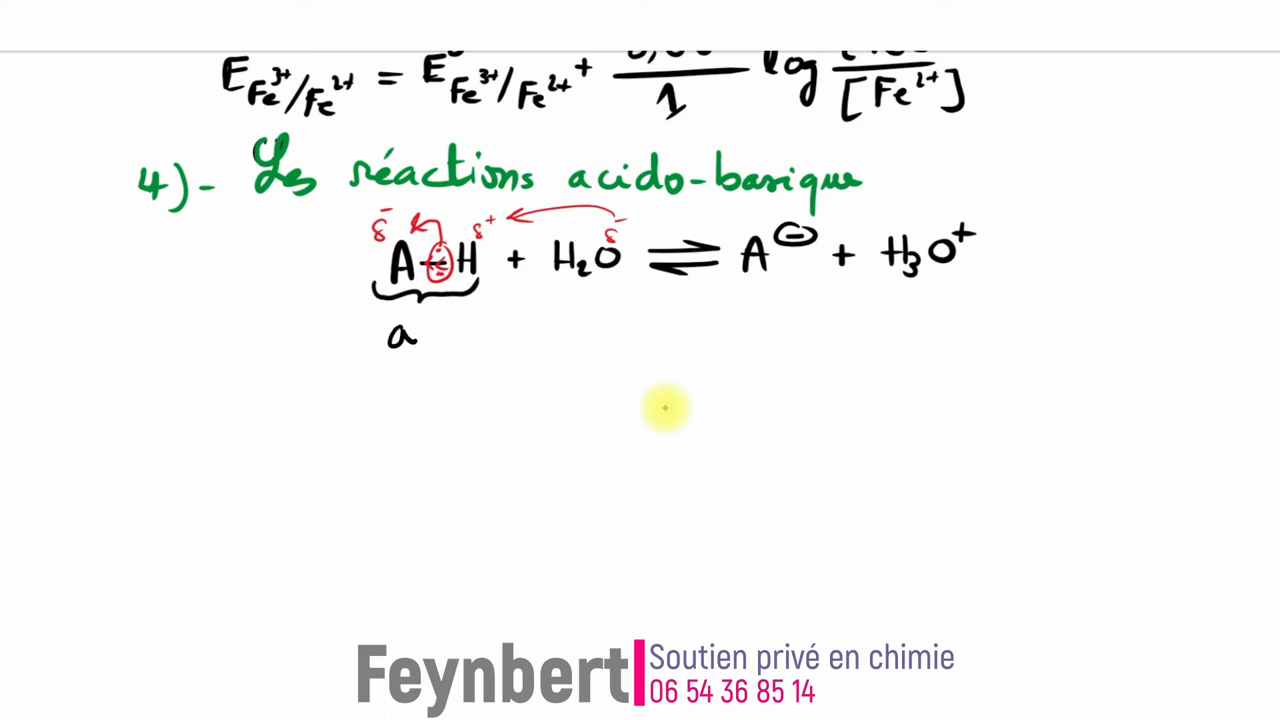 E Fe³⁺/Fe²⁺ = E Fe³⁺/Fe²⁺ + /1 log /[Fe²⁺]
4)- Les réactions acido-basique
δ⁻ δ⁺ δ⁻
A-H + H₂O ⇌ A⊖ + H₃O⁺
a
Feynbert
Soutien privé en chimie
06 54 36 85 14